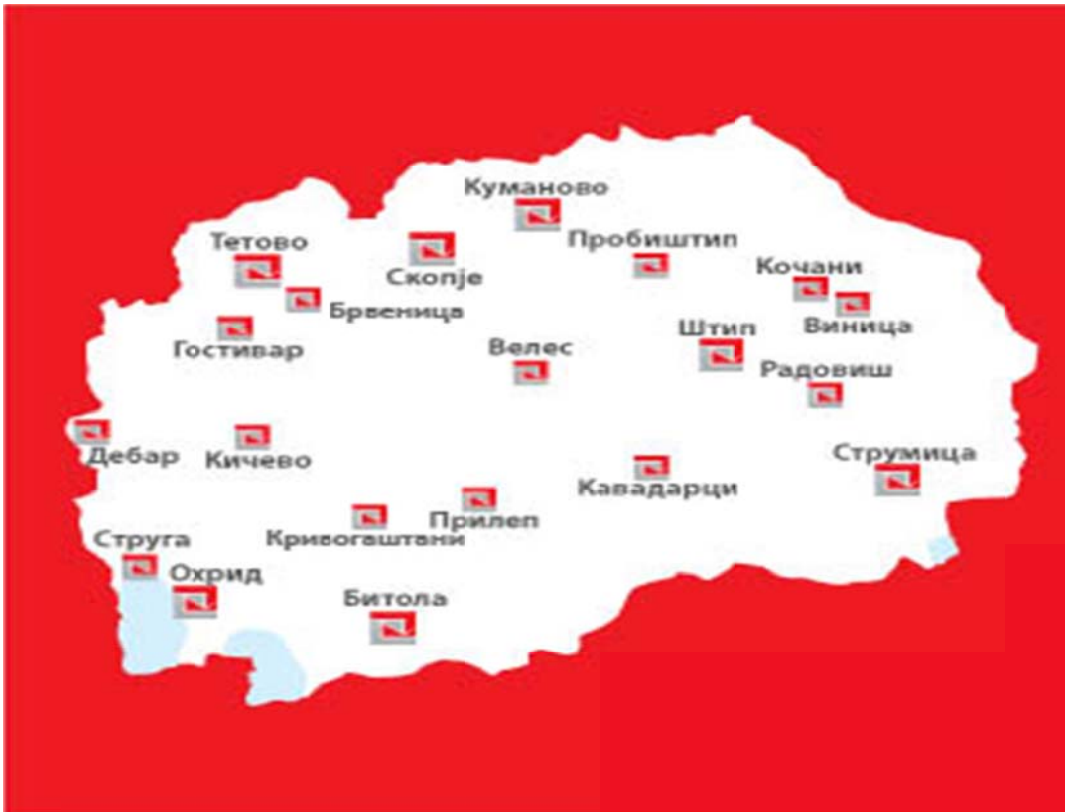 Куманово
Тетово
Пробиштип
Скопје
Кочани
Брвеница
Виница
Штип
Гостивар
Велес
Радовиш
Дебар
Кичево
Струмица
Кавадарци
Прилеп
Кривогаштани
Струга
Охрид
Битола